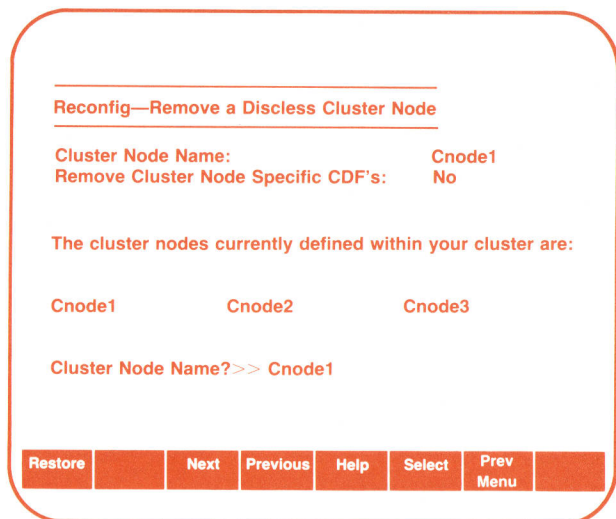 Reconfig—Remove a Discless Cluster Node
Cluster Node Name: Cnode1
Remove Cluster Node Specific CDF's: No
The cluster nodes currently defined within your cluster are:
Cnode1 Cnode2 Cnode3
Cluster Node Name?>> Cnode1
Restore Next Previous Help Select Prev Menu